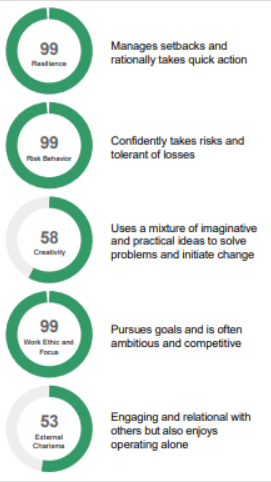 99
Resilience
Manages setbacks and
rationally takes quick action
99
Risk Behavior
Confidently takes risks and
tolerant of losses
58
Creativity
Uses a mixture of imaginative
and practical ideas to solve
problems and initiate change
99
Work Ethic and
Focus
Pursues goals and is often
ambitious and competitive
53
External
Charisma
Engaging and relational with
others but also enjoys
operating alone